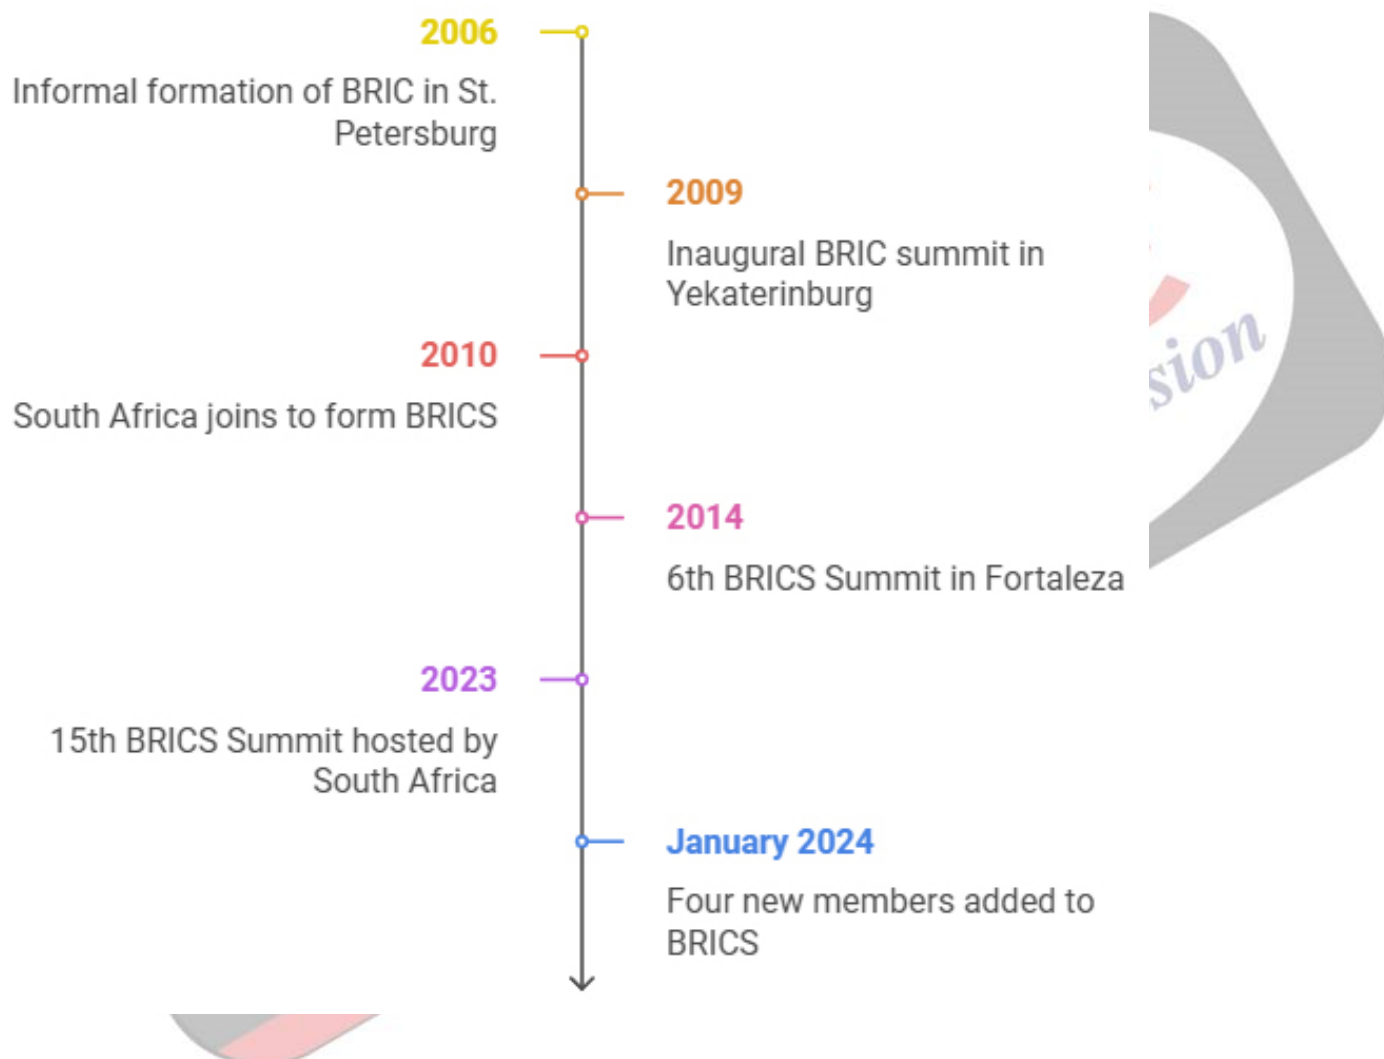 2006
Informal formation of BRIC in St.
Petersburg
2009
Inaugural BRIC summit in
Yekaterinburg
2010
South Africa joins to form BRICS
2014
6th BRICS Summit in Fortaleza
2023
15th BRICS Summit hosted by
South Africa
January 2024
Four new members added to
BRICS
sion